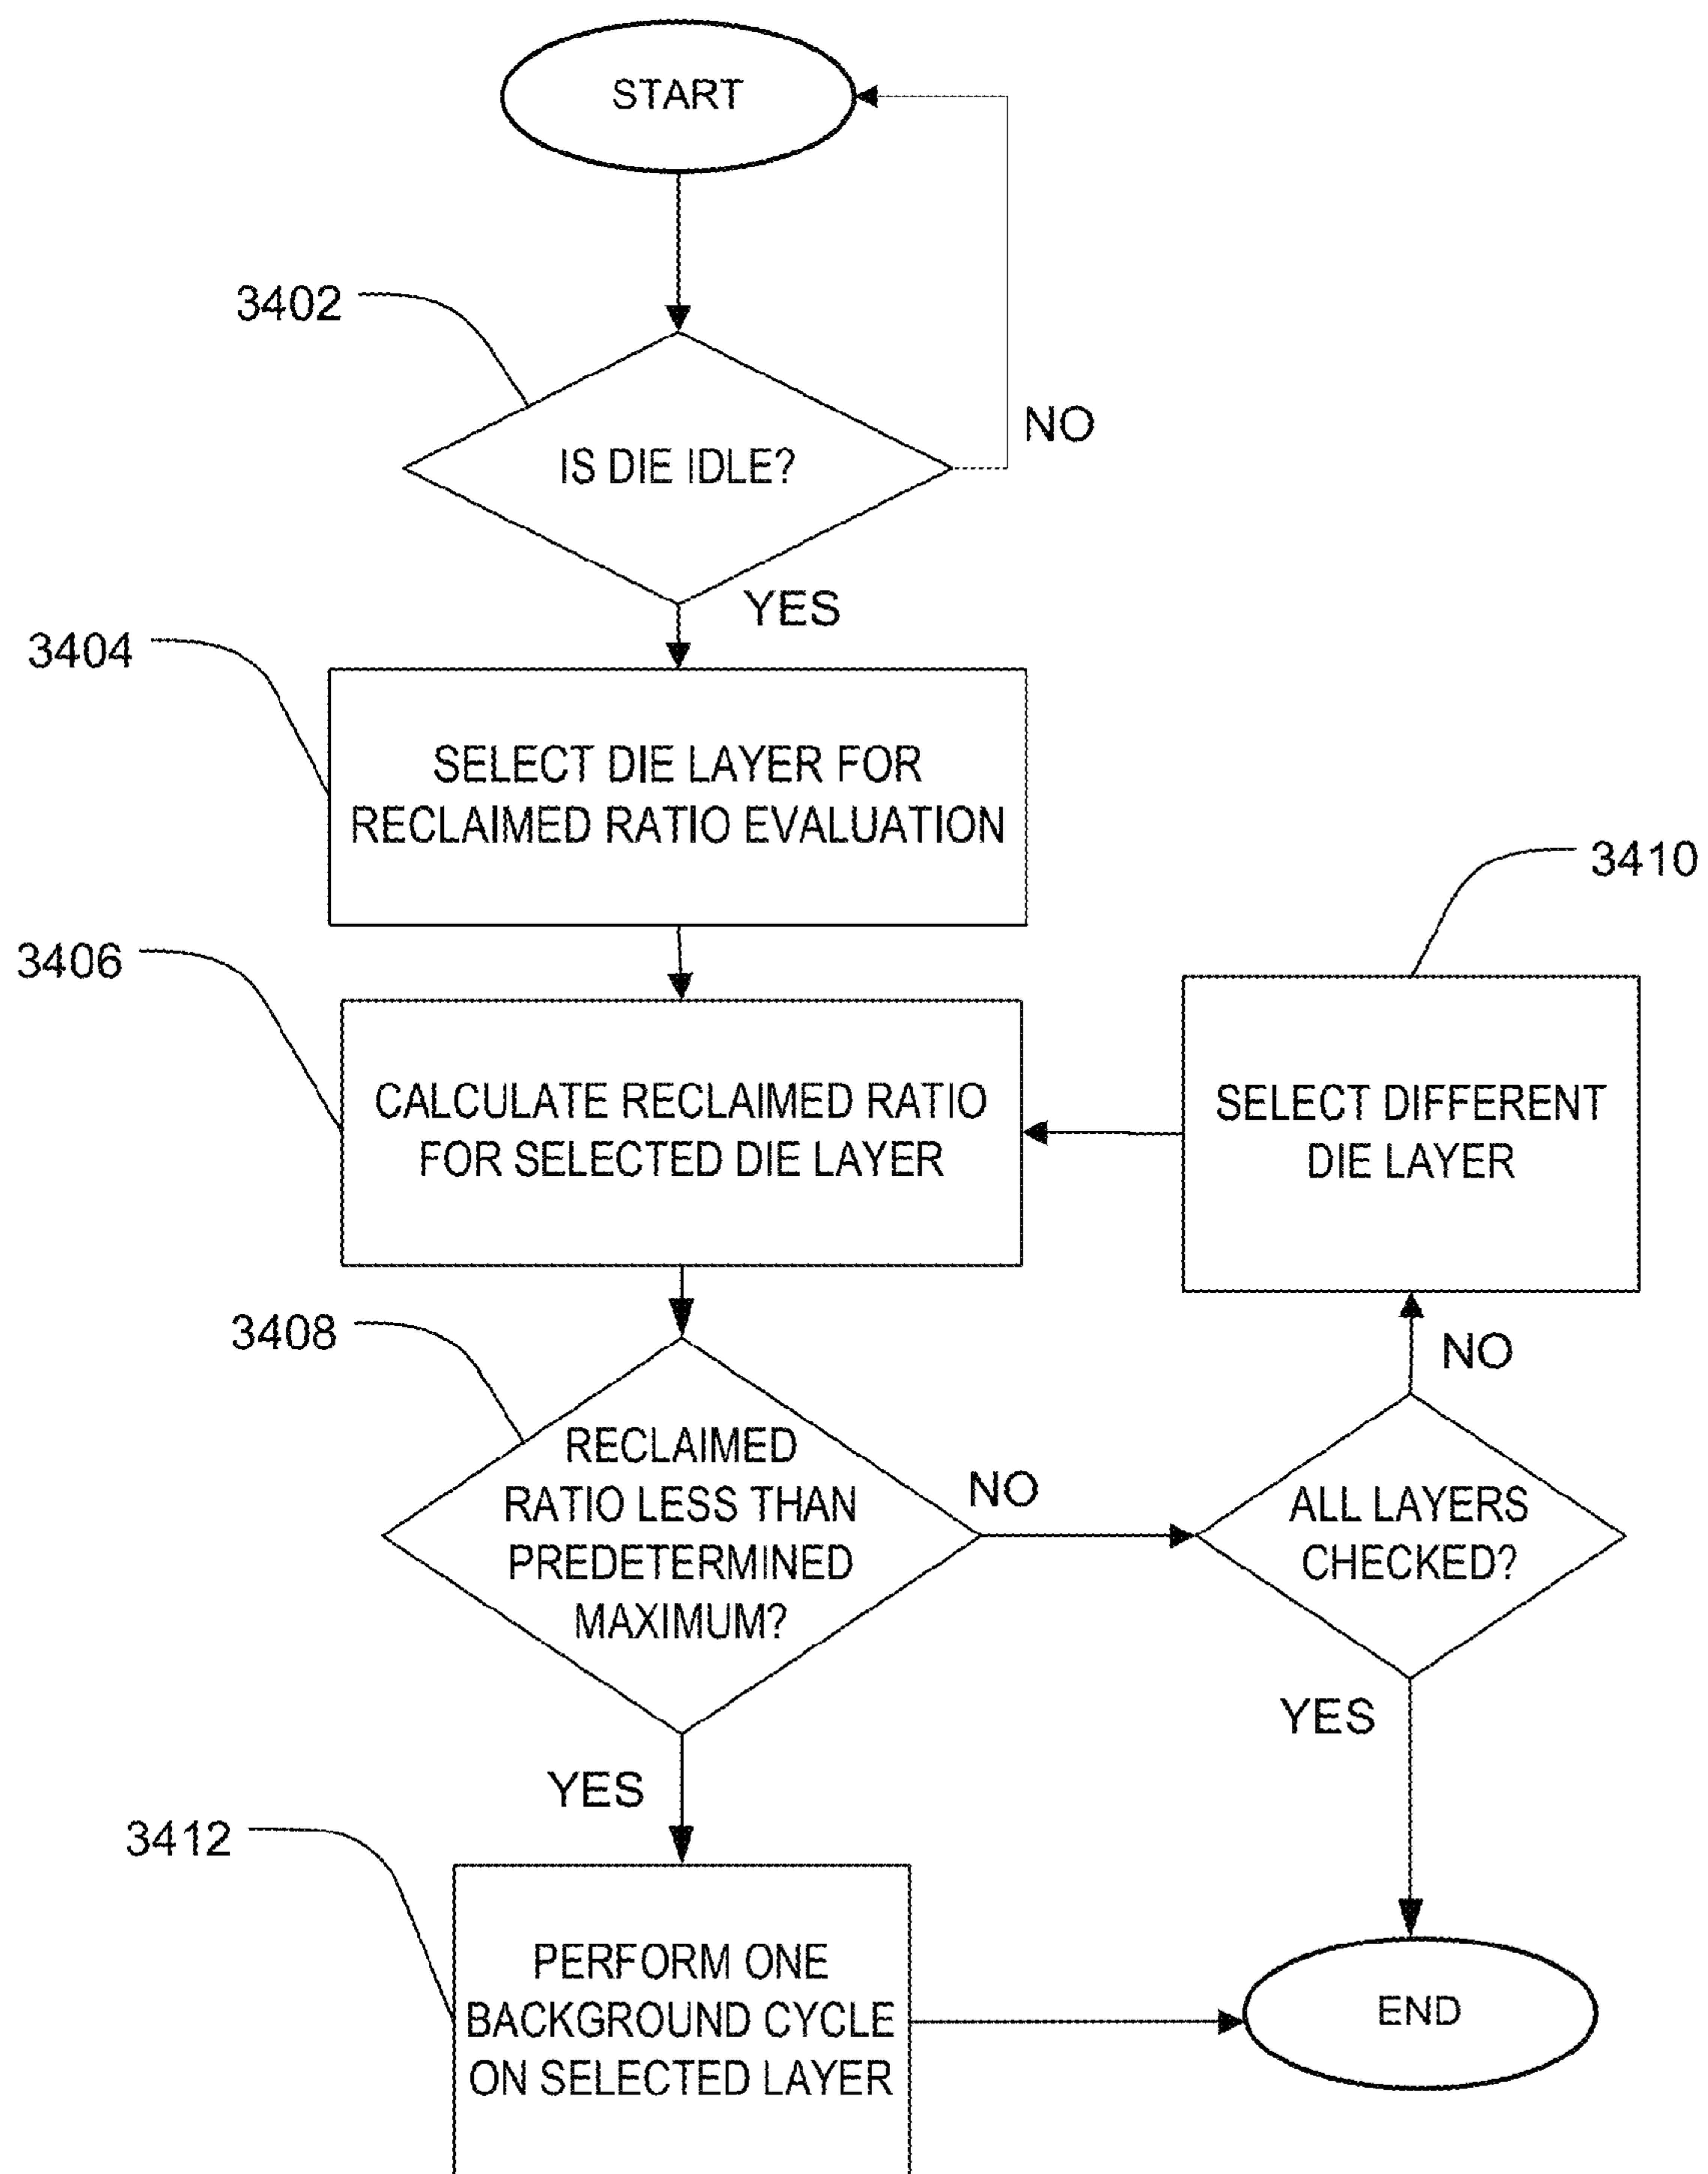 START
3402
NO
IS DIE IDLE?
YES
3404
SELECT DIE LAYER FOR
RECLAIMED RATIO EVALUATION
3410
3406
CALCULATE RECLAIMED RATIO
FOR SELECTED DIE LAYER
SELECT DIFFERENT
DIE LAYER
3408
NO
RECLAIMED
RATIO LESS THAN
PREDETERMINED
MAXIMUM?
NO
ALL LAYERS
CHECKED?
YES
YES
3412
PERFORM ONE
BACKGROUND CYCLE
ON SELECTED LAYER
END